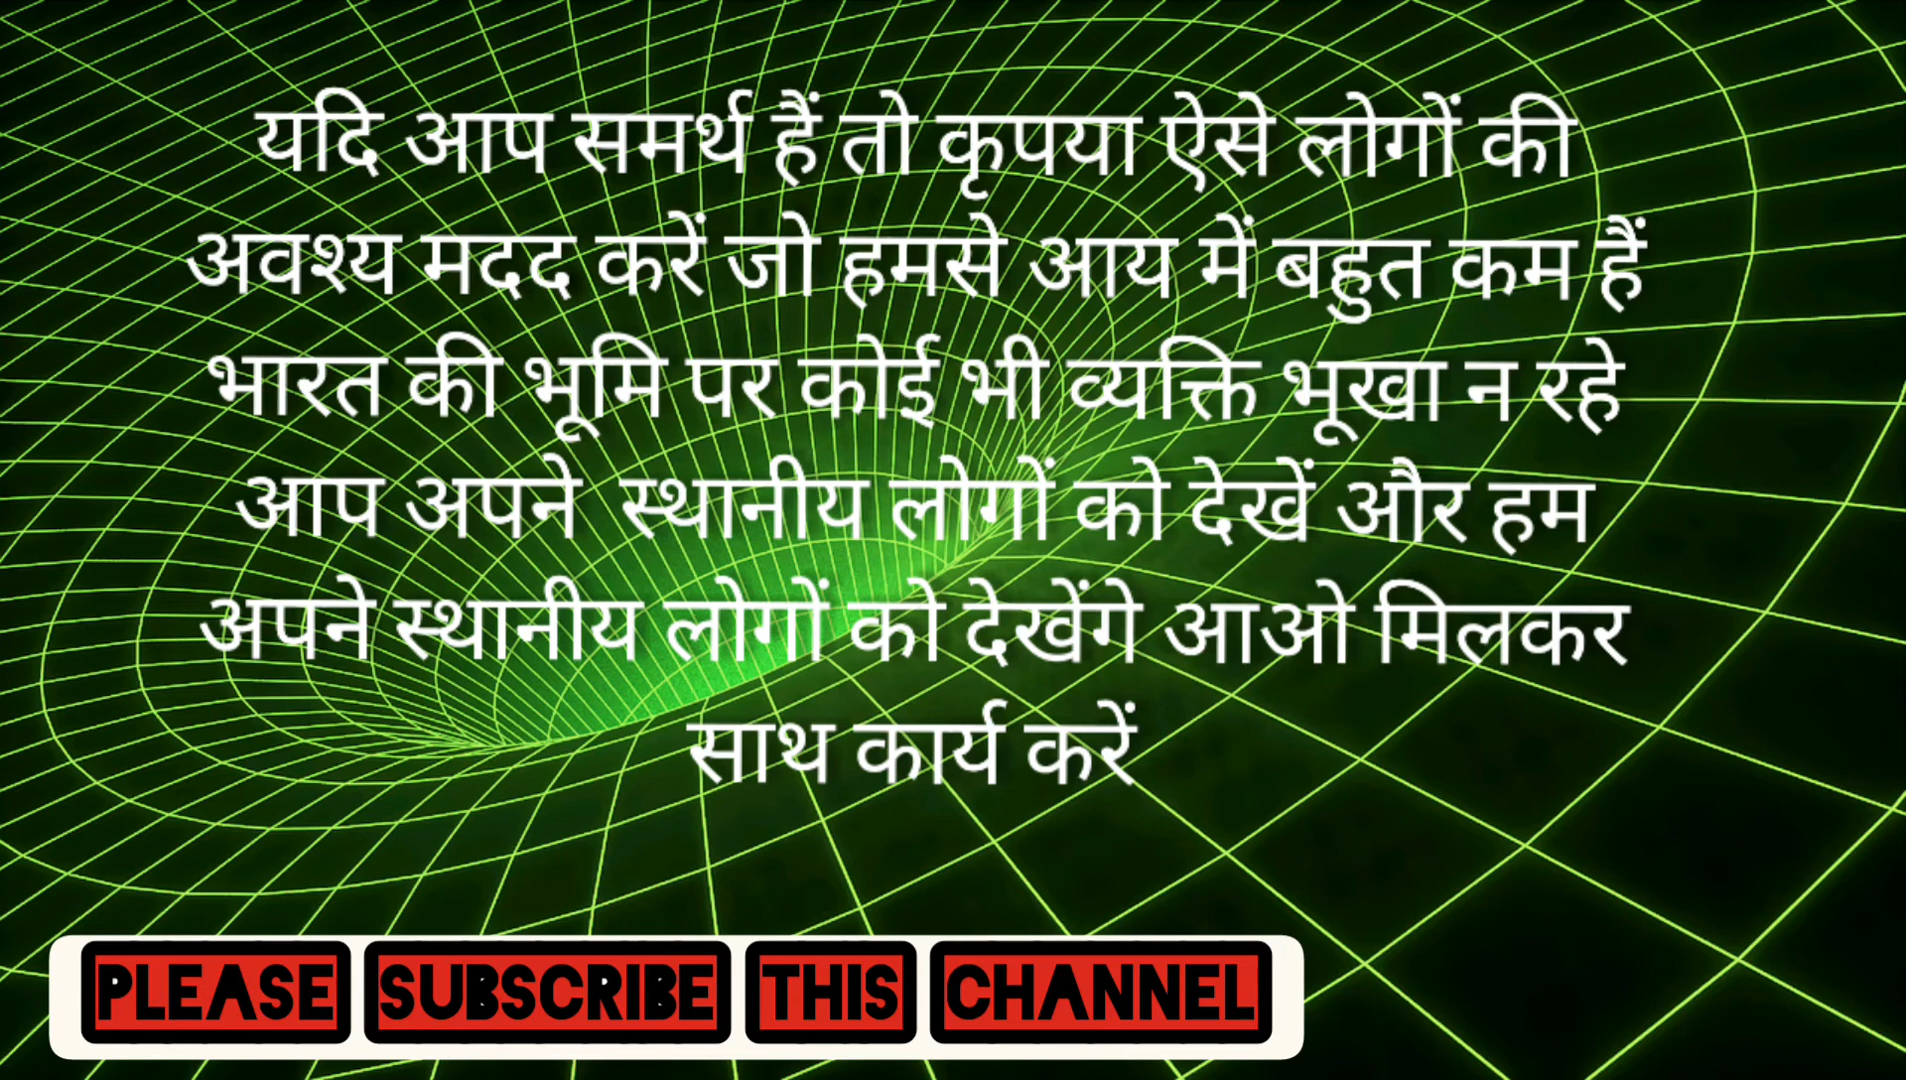 यदि आप समर्थ हैं तो कृपया ऐसे लोगों की
अवश्य मदद करें जो हमसे आय में बहुत कम हैं
भारत की भूमि पर कोई भी व्यक्ति भूखा न रहे
आप अपने स्थानीय लोगों को देखें और हम
अपने स्थानीय लोगों को देखेंगे आओ मिलकर
साथ कार्य करें
PLEASE SUBSCRIBE THIS CHANNEL